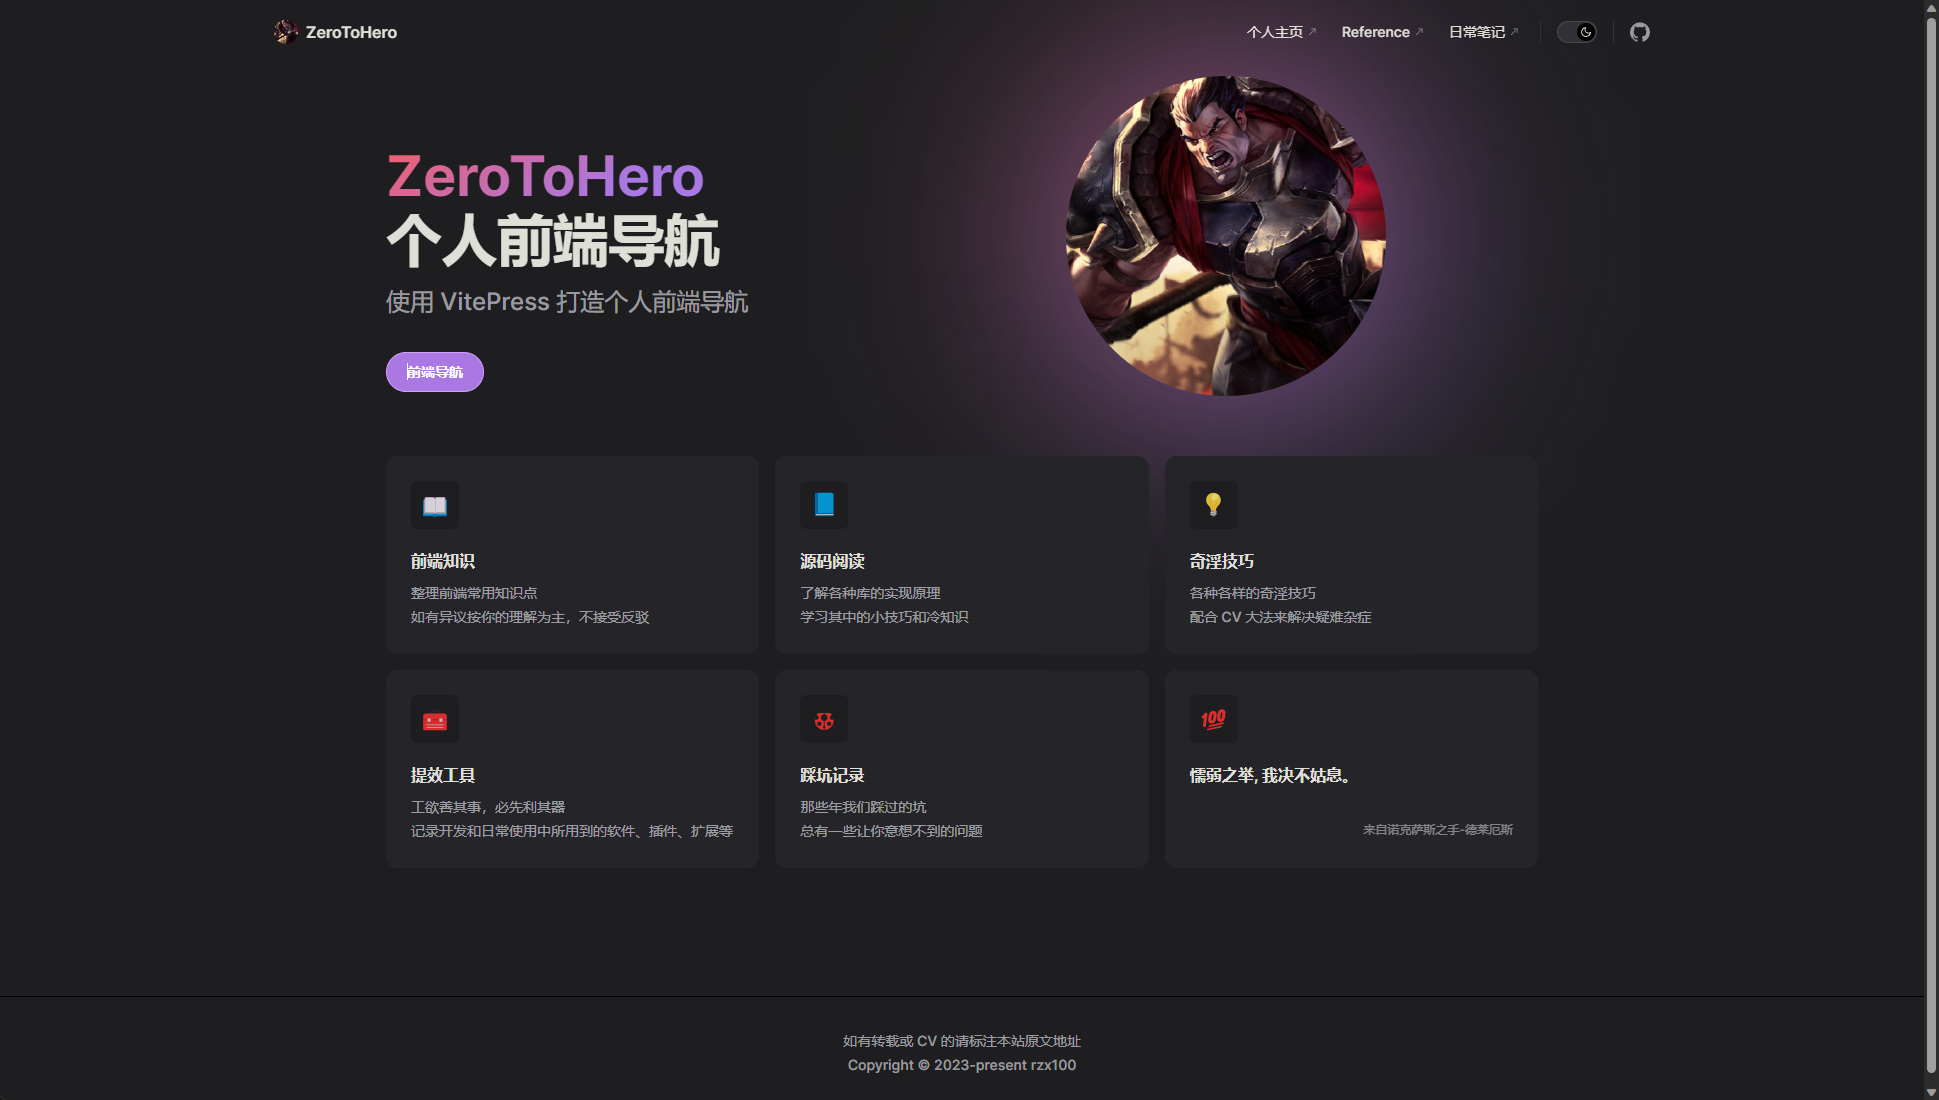 ZeroToHero
个人主页
Reference
日常笔记
ZeroToHero
个人前端导航
使用 VitePress 打造个人前端导航
前端导航
前端知识
整理前端常用知识点
如有异议按你的理解为主，不接受反驳
源码阅读
了解各种库的实现原理
学习其中的小技巧和冷知识
奇淫技巧
各种各样的奇淫技巧
配合 CV 大法来解决疑难杂症
提效工具
工欲善其事，必先利其器
记录开发和日常使用中所用到的软件、插件、扩展等
踩坑记录
那些年我们踩过的坑
总有一些让你意想不到的问题
100
懦弱之举, 我决不姑息。
来自诺克萨斯之手-德莱厄斯
如有转载或 CV 的请标注本站原文地址
Copyright © 2023-present rzx100